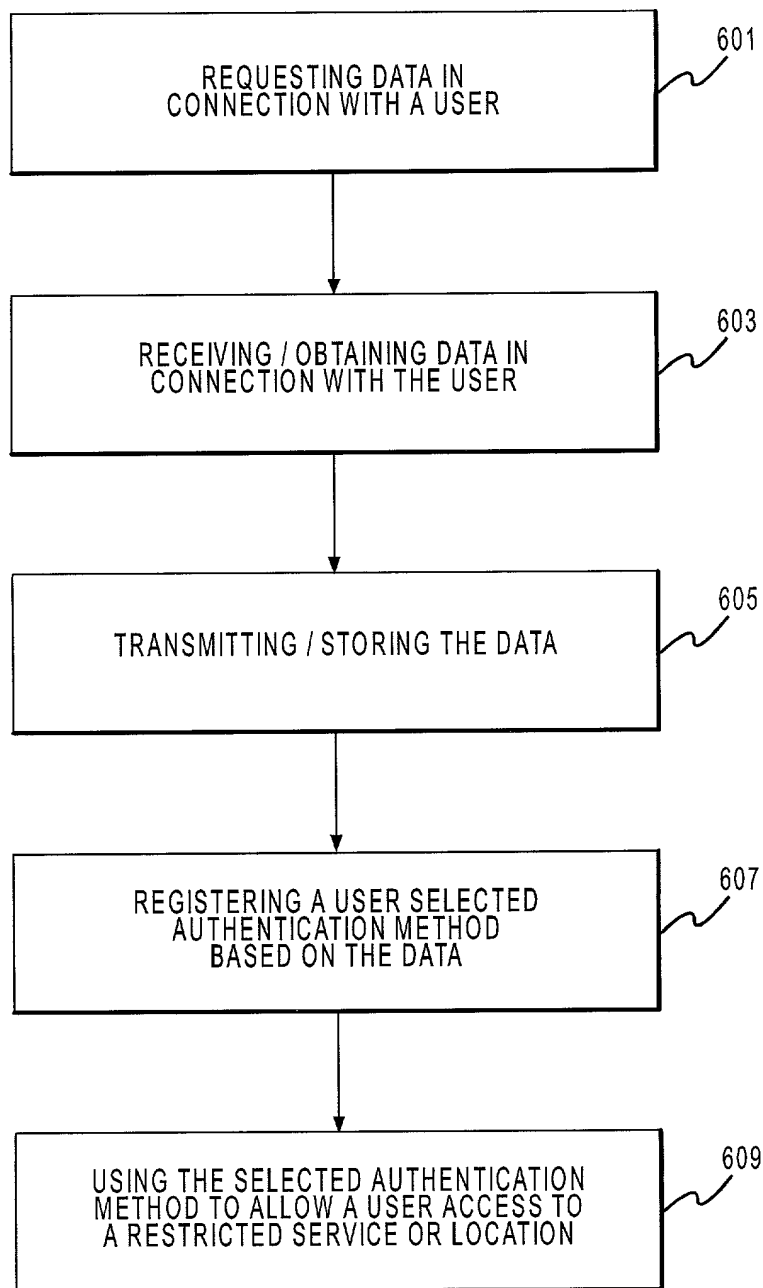 REQUESTING DATA IN
CONNECTION WITH A USER
601
RECEIVING / OBTAINING DATA IN
CONNECTION WITH THE USER
603
TRANSMITTING / STORING THE DATA
605
REGISTERING A USER SELECTED
AUTHENTICATION METHOD
BASED ON THE DATA
607
USING THE SELECTED AUTHENTICATION
METHOD TO ALLOW A USER ACCESS TO
A RESTRICTED SERVICE OR LOCATION
609